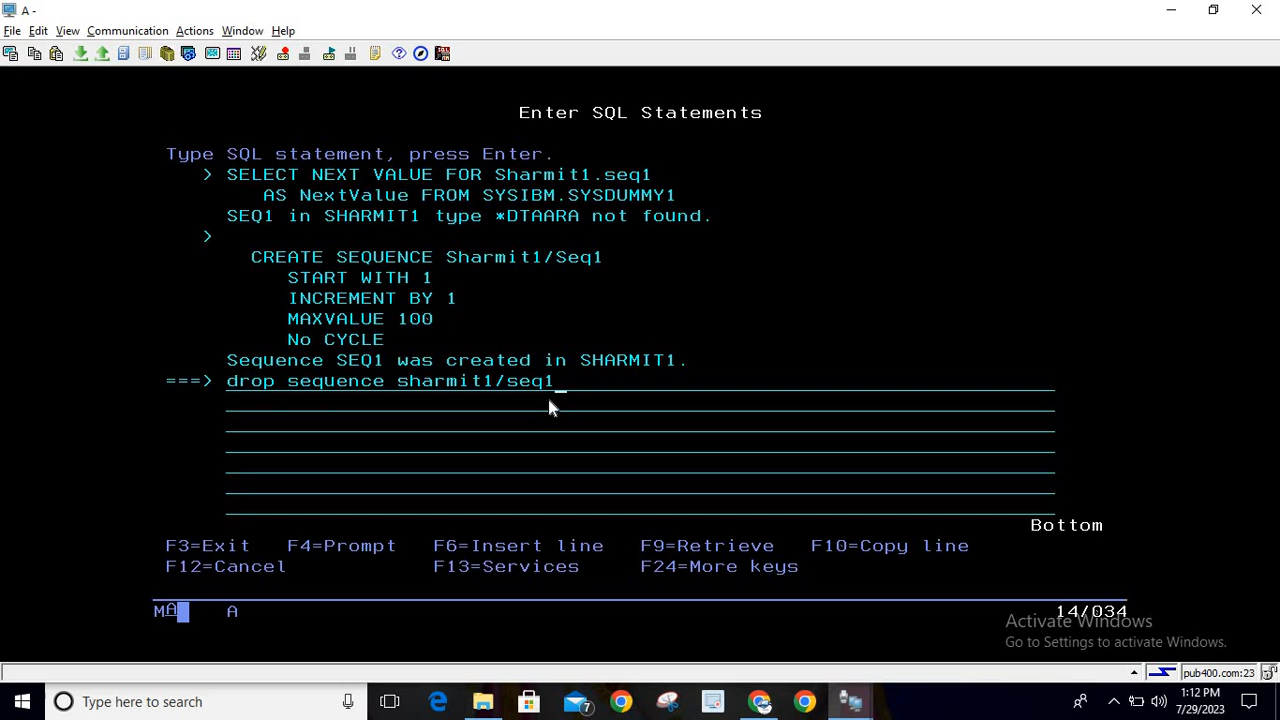 A -
File Edit View Communication Actions Window Help
Enter SQL Statements
Type SQL statement, press Enter.
> SELECT NEXT VALUE FOR Sharmit1.seq1
AS NextValue FROM SYSIBM.SYSDUMMY1
SEQ1 in SHARMIT1 type *DTAARA not found.
>
CREATE SEQUENCE Sharmit1/Seq1
START WITH 1
INCREMENT BY 1
MAXVALUE 100
No CYCLE
Sequence SEQ1 was created in SHARMIT1.
===> drop sequence sharmit1/seq1_
Bottom
F3=Exit F4=Prompt F6=Insert line F9=Retrieve F10=Copy line
F12=Cancel F13=Services F24=More keys
MA A 14/034
Activate Windows
Go to Settings to activate Windows.
pub400.com:23
Type here to search
7
1:12 PM
7/29/2023